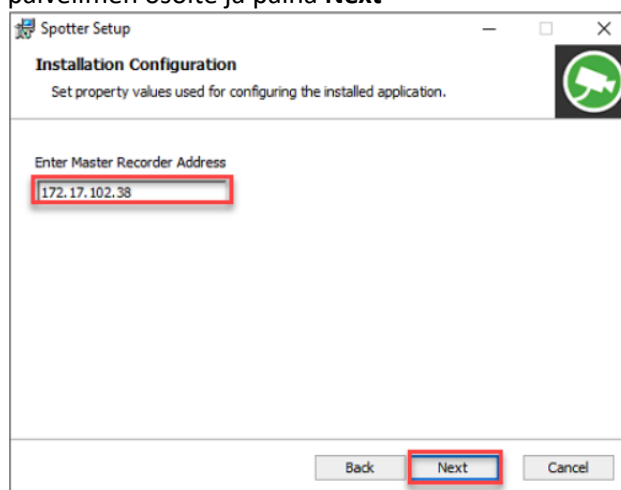 palvelimen osoite ja paina Next
Spotter Setup
Installation Configuration
Set property values used for configuring the installed application.
Enter Master Recorder Address
172.17.102.38
Back Next Cancel